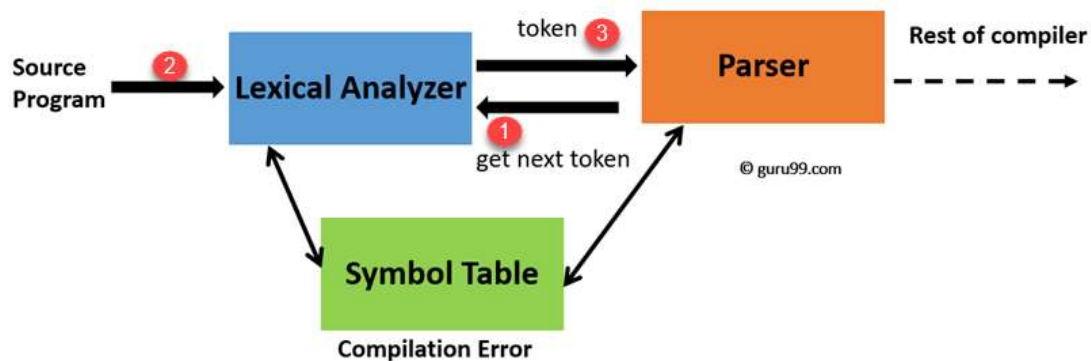 token 3
Rest of compiler
Source
Program
2
Lexical Analyzer
Parser
1
get next token
© guru99.com
Symbol Table
Compilation Error